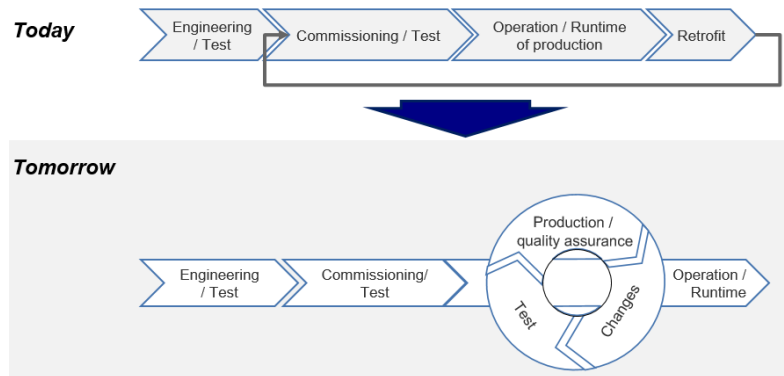 Today
Engineering
/ Test
Commissioning / Test
Operation / Runtime
of production
Retrofit
Tomorrow
Engineering
/ Test
Commissioning/
Test
Production /
quality assurance
Test
Changes
Operation /
Runtime